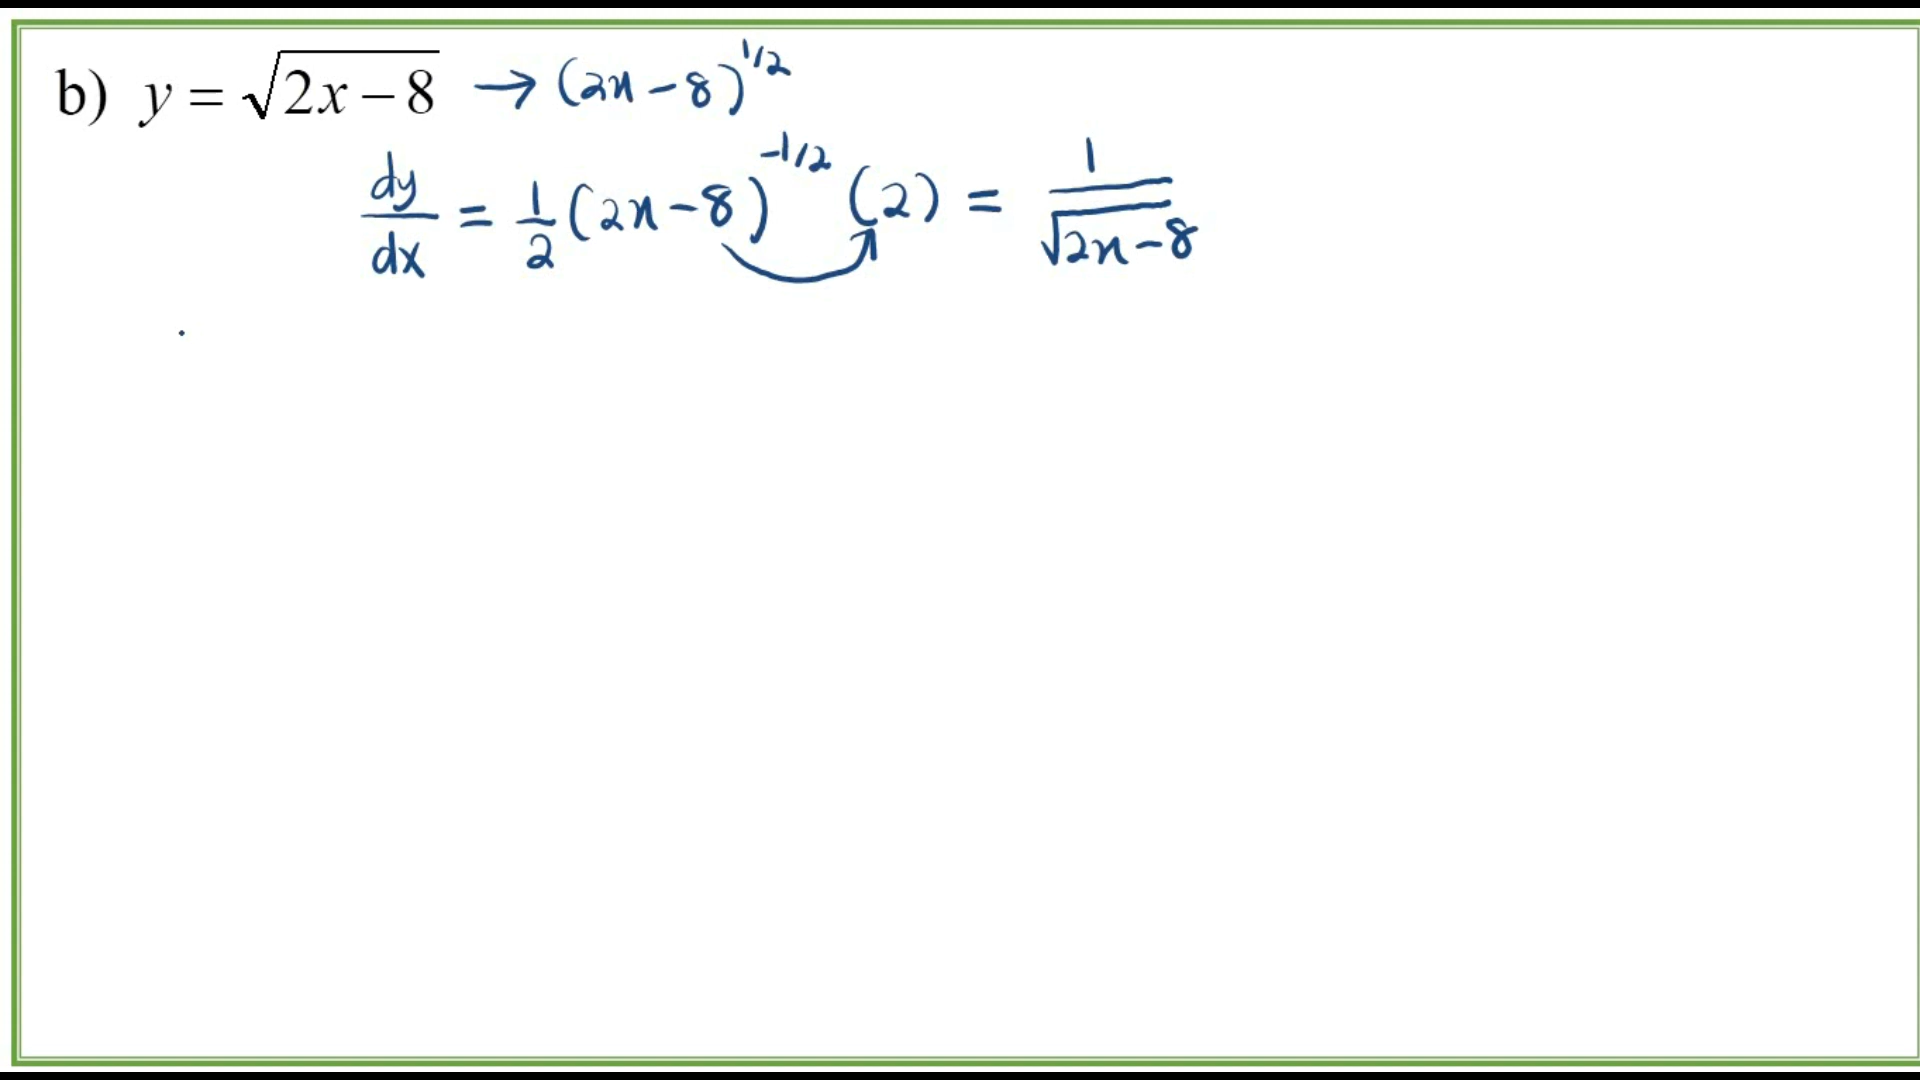 b) y = √(2x − 8) → (2x − 8)^1/2
dy/dx = 1/2 (2x − 8)^-1/2 (2) = 1/√(2x − 8)